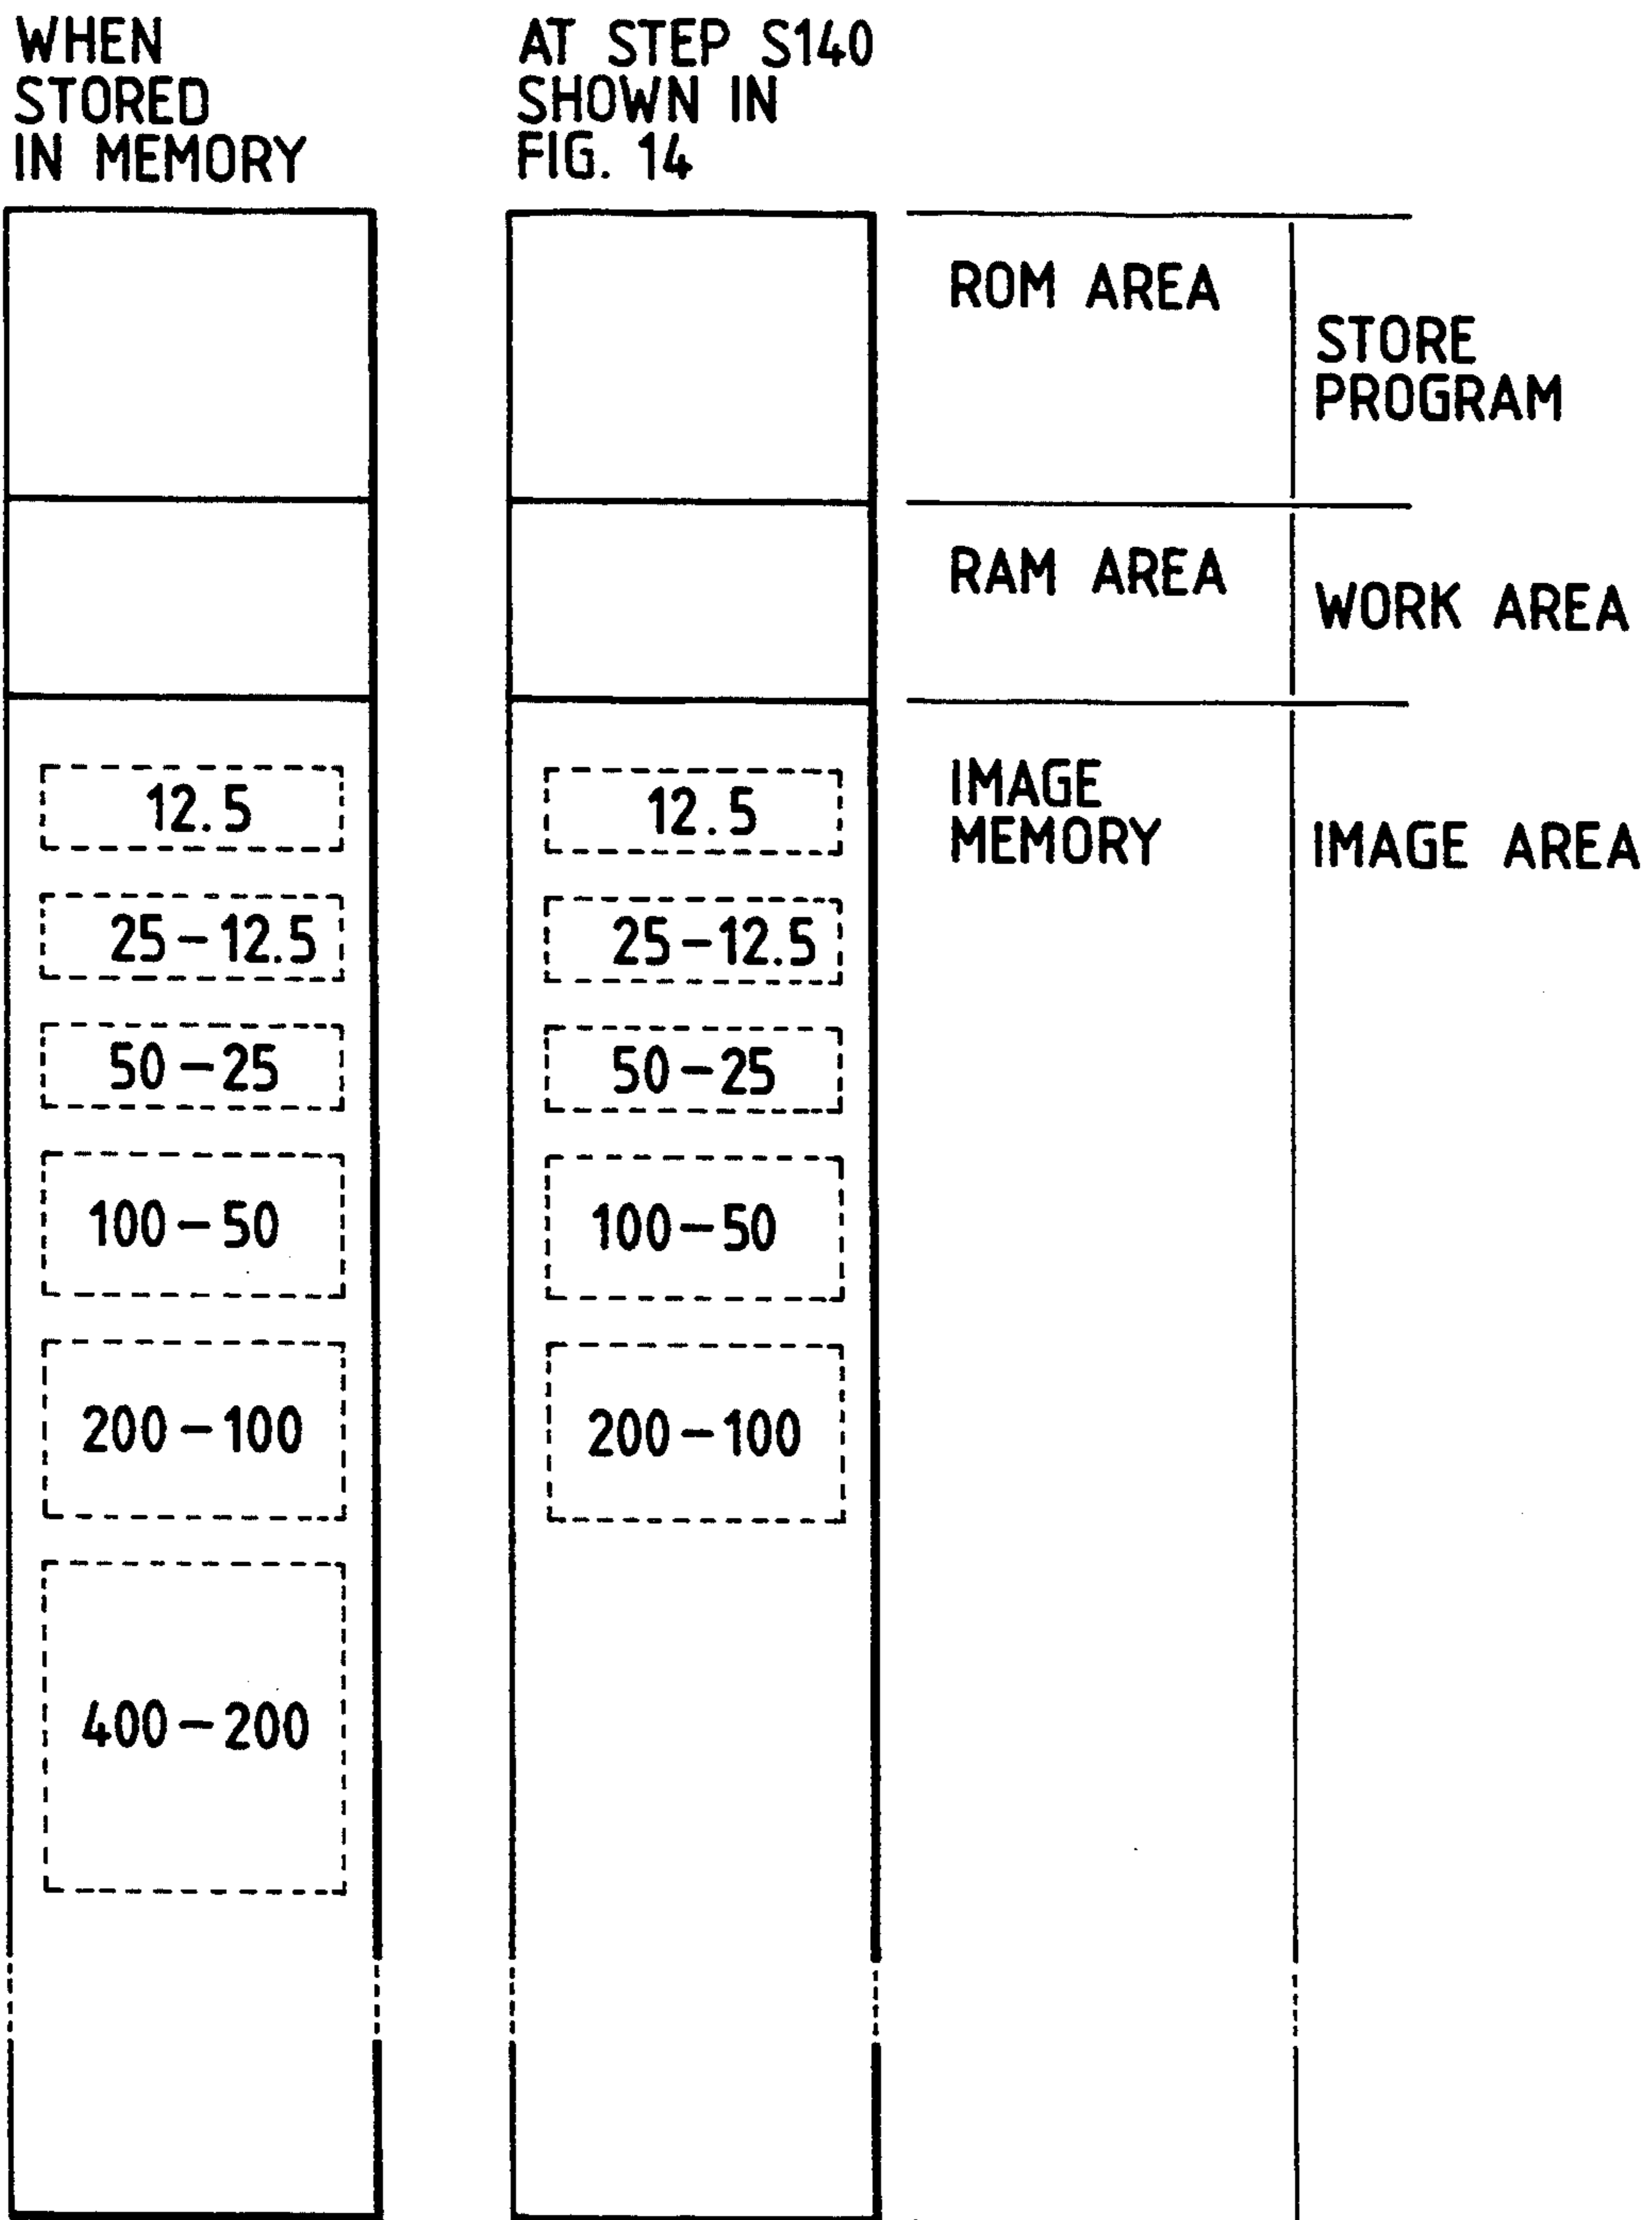 WHEN
STORED
IN MEMORY
AT STEP S140
SHOWN IN
FIG. 14
ROM AREA
STORE
PROGRAM
RAM AREA
WORK AREA
IMAGE
MEMORY
IMAGE AREA
12.5
25-12.5
50-25
100-50
200-100
400-200
12.5
25-12.5
50-25
100-50
200-100